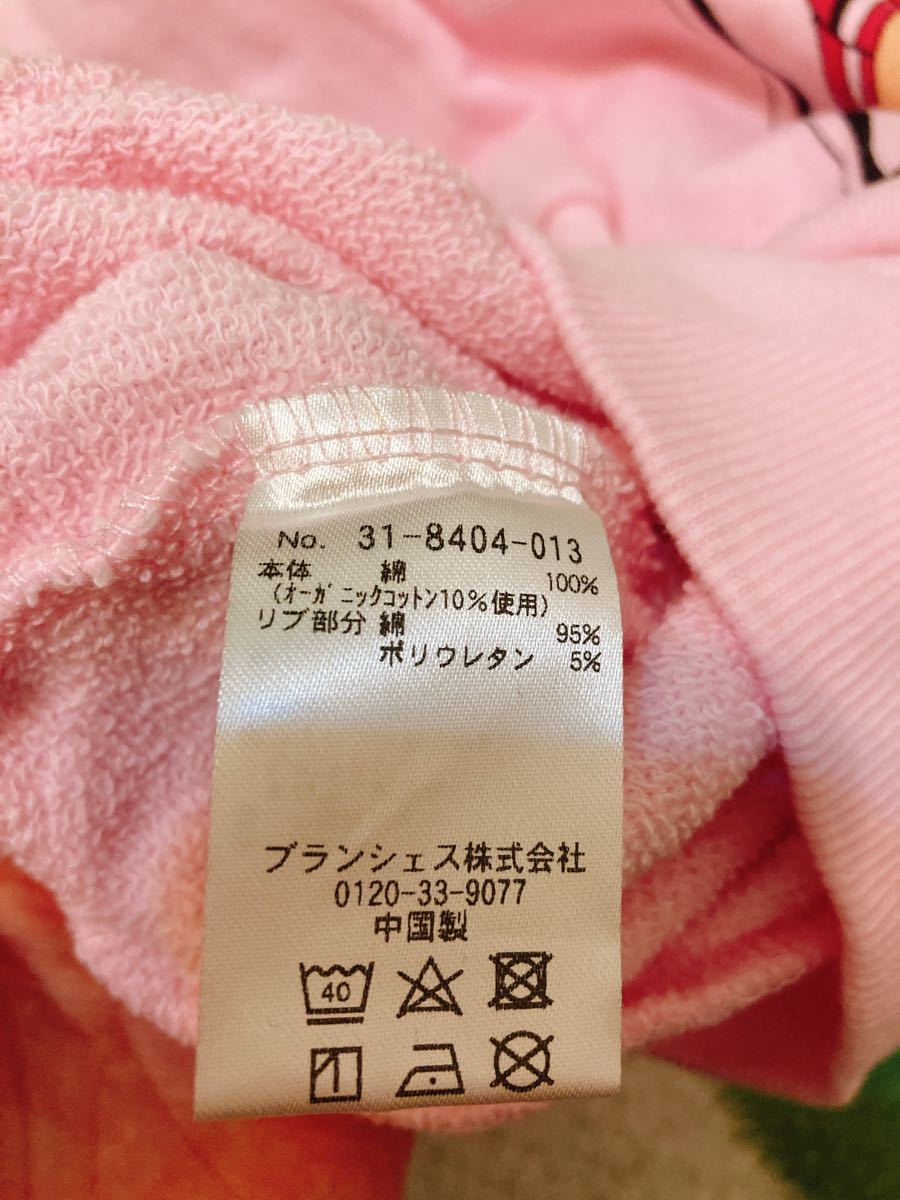 No. 31-8404-013
本体 綿 100%
(オーガニックコットン10%使用)
リブ部分 綿 95%
ポリウレタン 5%
ブランシェス株式会社
0120-33-9077
中国製
40